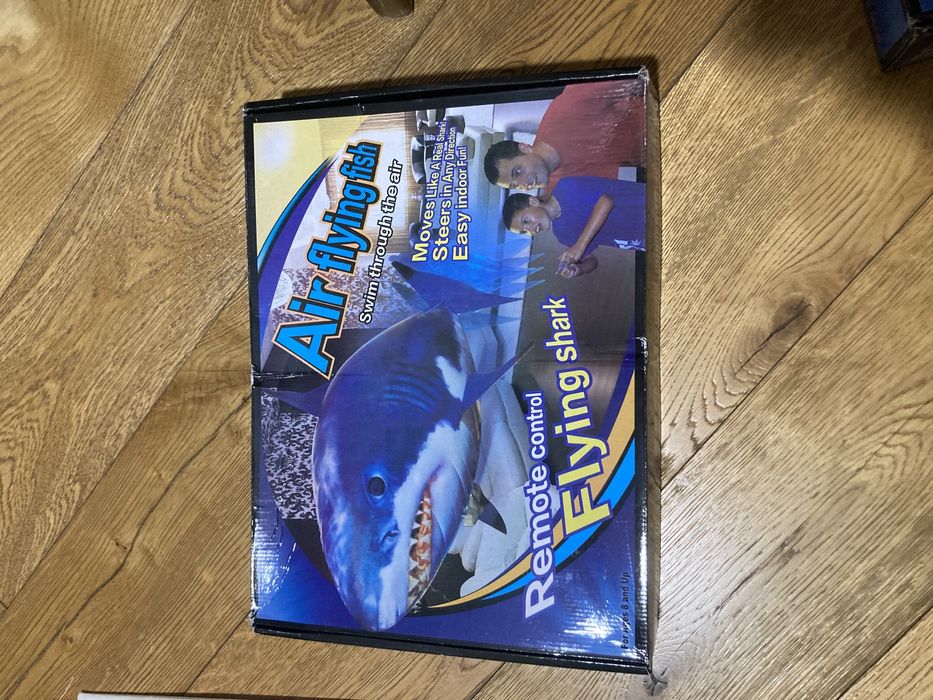 Air flying fish
Swim through the air
Moves Like A Real Shark!
Steers in Any Direction
Easy indoor Fun!
Remote control
Flying shark
For Ages 8 and Up